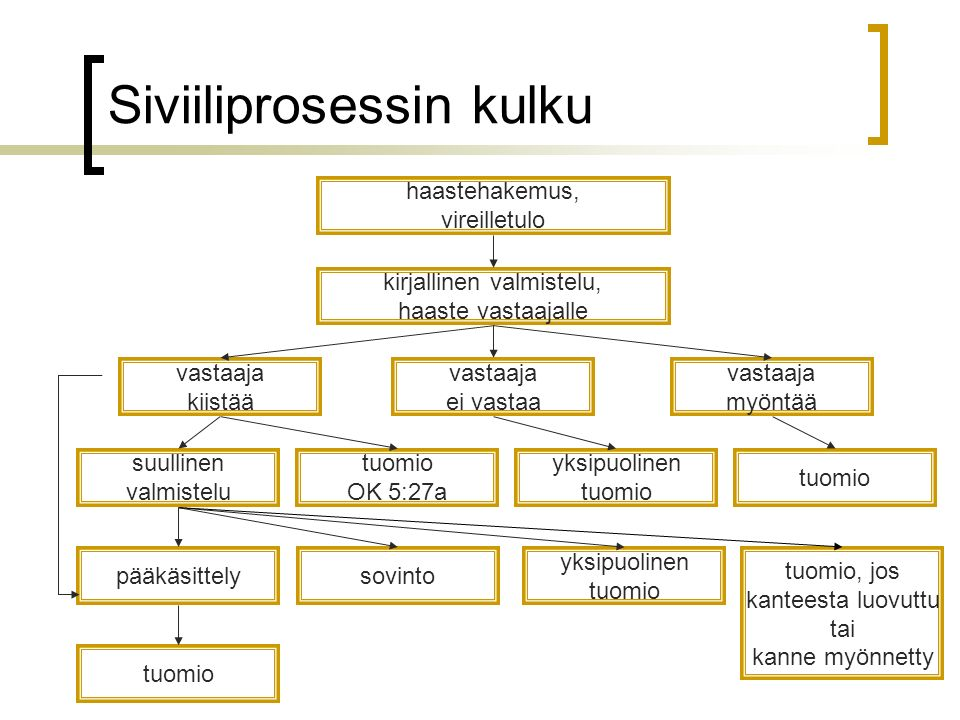 Siviiliprosessin kulku
haastehakemus,
vireilletulo
kirjallinen valmistelu,
haaste vastaajalle
vastaaja
kiistää
vastaaja
ei vastaa
vastaaja
myöntää
suullinen
valmistelu
tuomio
OK 5:27a
yksipuolinen
tuomio
tuomio
pääkäsittely
sovinto
yksipuolinen
tuomio
tuomio, jos
kanteesta luovuttu
tai
kanne myönnetty
tuomio